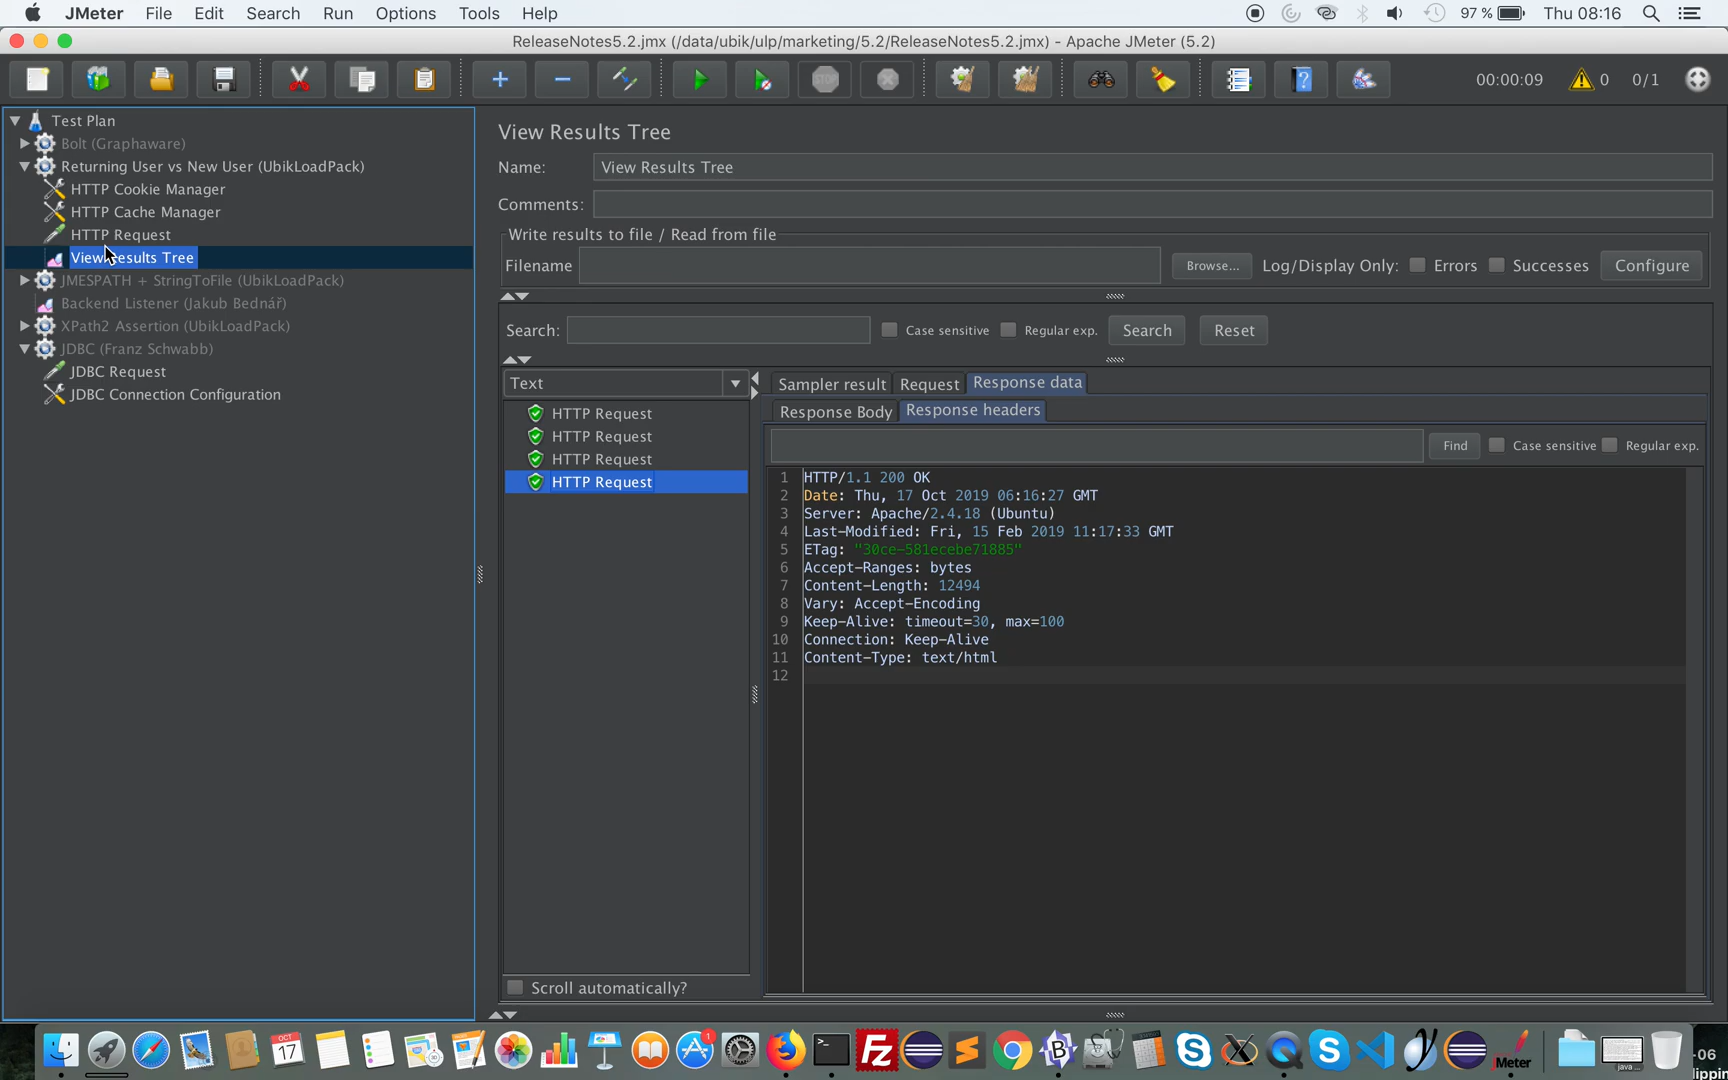 JMeter File Edit Search Run Options Tools Help 97 % Thu 08:16
ReleaseNotes5.2.jmx (/data/ubik/ulp/marketing/5.2/ReleaseNotes5.2.jmx) - Apache JMeter (5.2)
STOP 00:00:09 0 0/1
Test Plan
Bolt (Graphaware)
Returning User vs New User (UbikLoadPack)
HTTP Cookie Manager
HTTP Cache Manager
HTTP Request
View Results Tree
JMESPATH + StringToFile (UbikLoadPack)
Backend Listener (Jakub Bednář)
XPath2 Assertion (UbikLoadPack)
JDBC (Franz Schwabb)
JDBC Request
JDBC Connection Configuration
View Results Tree
Name: View Results Tree
Comments:
Write results to file / Read from file
Filename Browse... Log/Display Only: Errors Successes Configure
Search: Case sensitive Regular exp. Search Reset
Text
HTTP Request
HTTP Request
HTTP Request
HTTP Request
Scroll automatically?
Sampler result Request Response data
Response Body Response headers
Find Case sensitive Regular exp.
1 HTTP/1.1 200 OK
2 Date: Thu, 17 Oct 2019 06:16:27 GMT
3 Server: Apache/2.4.18 (Ubuntu)
4 Last-Modified: Fri, 15 Feb 2019 11:17:33 GMT
5 ETag: "30ce-581ecebe71885"
6 Accept-Ranges: bytes
7 Content-Length: 12494
8 Vary: Accept-Encoding
9 Keep-Alive: timeout=30, max=100
10 Connection: Keep-Alive
11 Content-Type: text/html
12
OCT
17
1
Meter
java...
-06